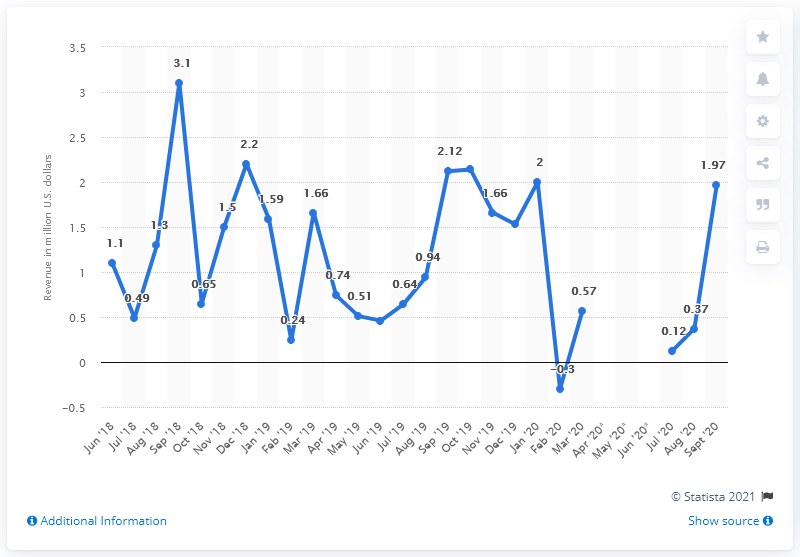 3.5
3
2.5
2
1.5
1
0.5
0
−0.5
Revenue in million U.S. dollars
1.1
0.49
1.3
3.1
0.65
1.5
2.2
1.59
0.24
1.66
0.74
0.51
0.64
0.94
2.12
1.66
2
−0.3
0.57
0.12
0.37
1.97
Jun '18
Jul '18
Aug '18
Sep '18
Oct '18
Nov '18
Dec '18
Jan '19
Feb '19
Mar '19
Apr '19
May '19
Jun '19
Jul '19
Aug '19
Sep '19
Oct '19
Nov '19
Dec '19
Jan '20
Feb '20
Mar '20
Apr '20*
May '20*
Jun '20*
Jul '20
Aug '20
Sept '20
© Statista 2021
Additional Information
Show source